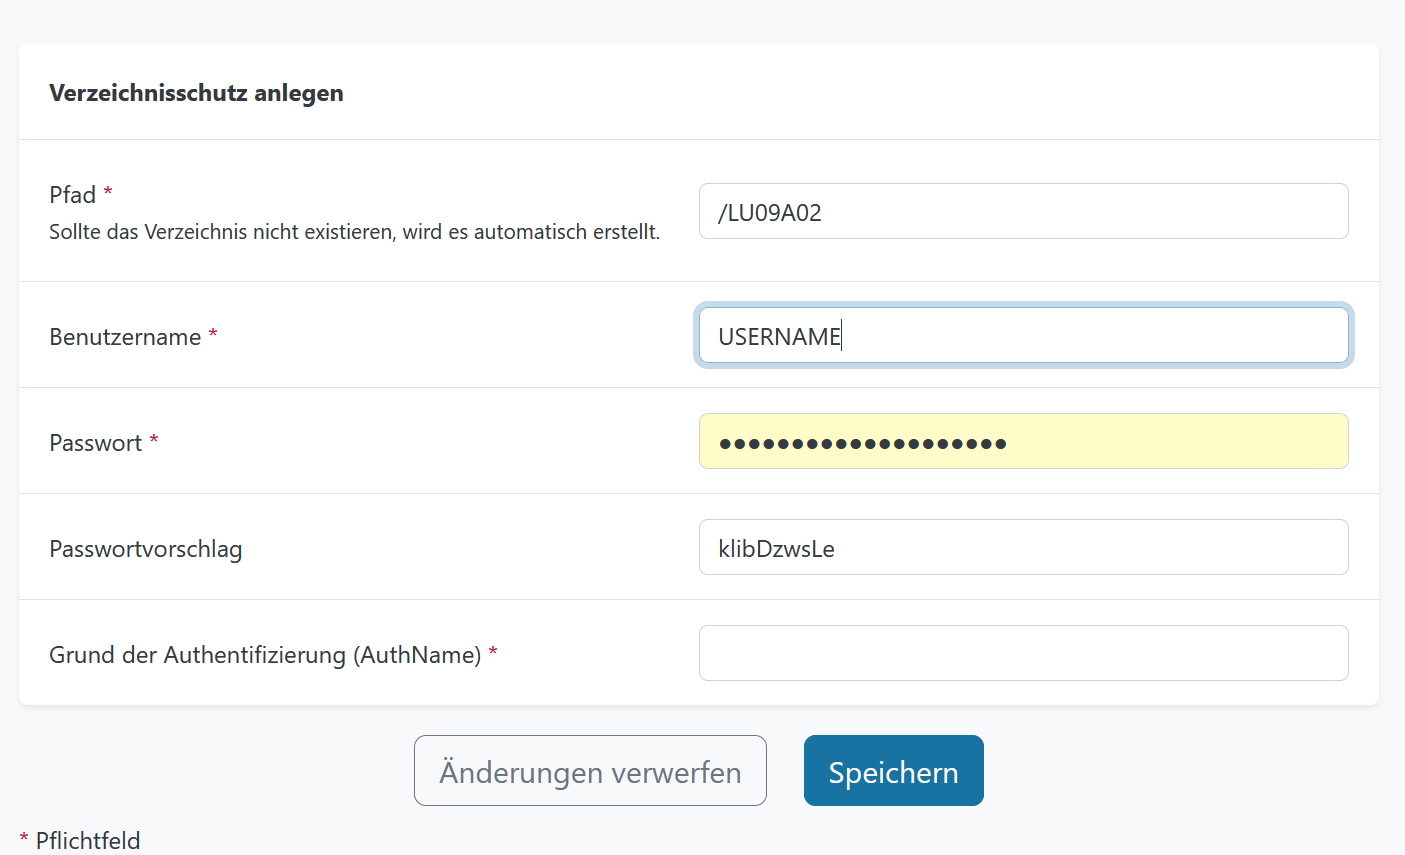 Verzeichnisschutz anlegen
Pfad *
Sollte das Verzeichnis nicht existieren, wird es automatisch erstellt.
/LU09A02
Benutzername *
USERNAME
Passwort *
●●●●●●●●●●●●●●●●●●●●
Passwortvorschlag
klibDzwsLe
Grund der Authentifizierung (AuthName) *
Änderungen verwerfen
Speichern
* Pflichtfeld